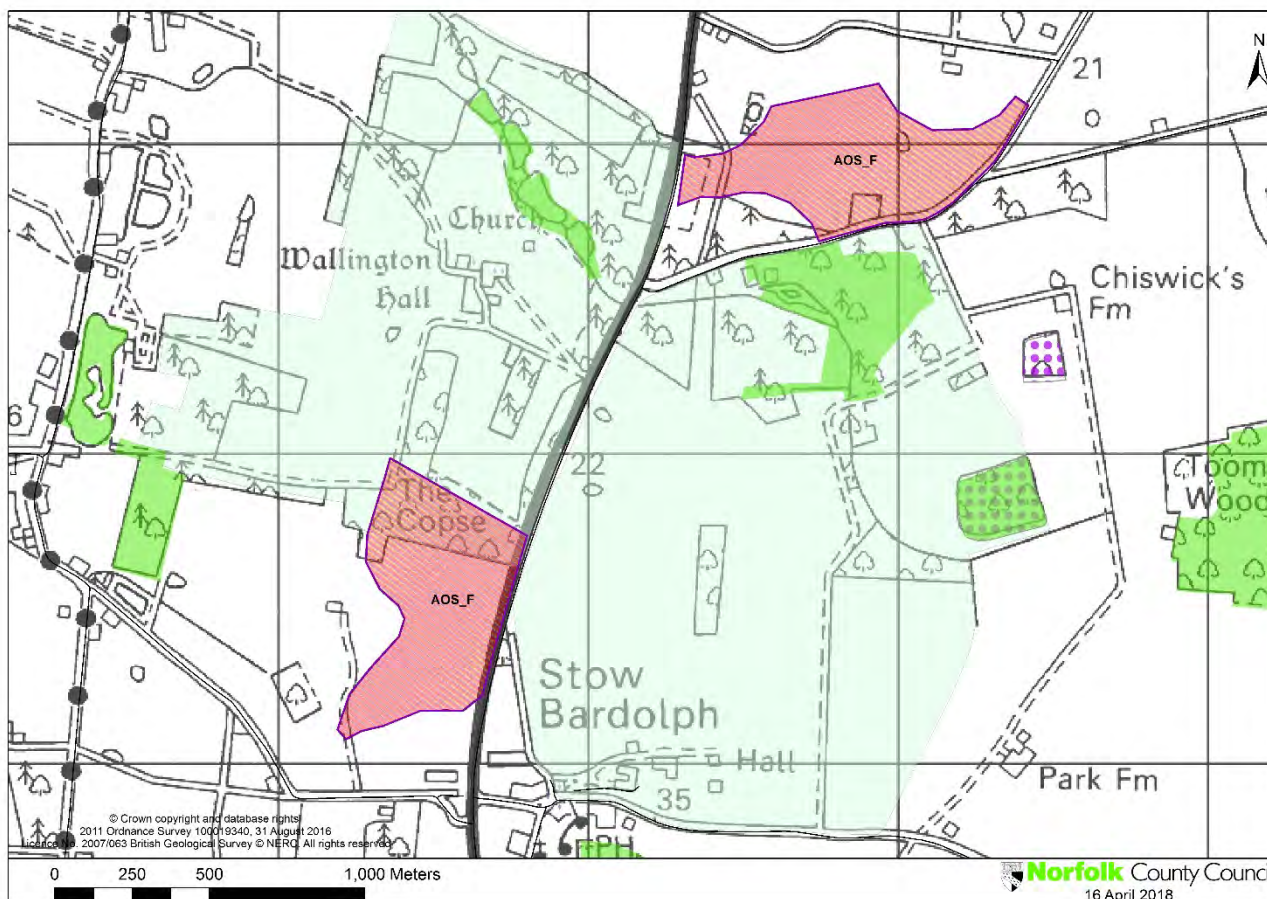 N
21
AOS_F
Church
Wallington
Hall
Chiswick's
Fm
6
22
The
Copse
Toom
Wood
AOS_F
Stow
Bardolph
Hall
35
Park Fm
PH
© Crown copyright and database rights
2011 Ordnance Survey 100019340, 31 August 2016
Licence No. 2007/063 British Geological Survey © NERC. All rights reserved
0 250 500 1,000 Meters
Norfolk County Counci
16 April 2018